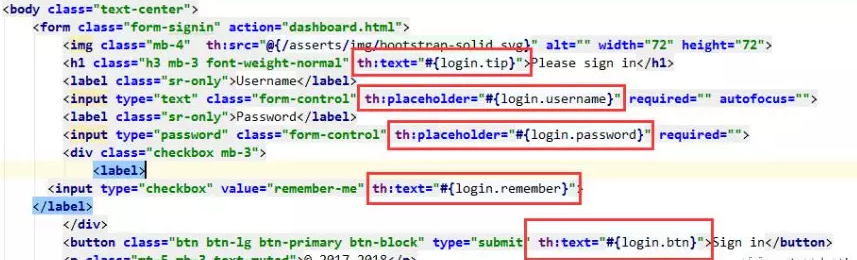 <body class="text-center">
<form class="form-signin" action="dashboard.html">
<img class="mb-4" th:src="@{/asserts/img/bootstrap-solid.svg}" alt="" width="72" height="72">
<h1 class="h3 mb-3 font-weight-normal" th:text="#{login.tip}">Please sign in</h1>
<label class="sr-only">Username</label>
<input type="text" class="form-control" th:placeholder="#{login.username}" required="" autofocus="">
<label class="sr-only">Password</label>
<input type="password" class="form-control" th:placeholder="#{login.password}" required="">
<div class="checkbox mb-3">
<label>
<input type="checkbox" value="remember-me" th:text="#{login.remember}">
</label>
</div>
<button class="btn btn-lg btn-primary btn-block" type="submit" th:text="#{login.btn}">Sign in</button>
<p class="mt-5 mb-3 text-muted">© 2017-2018</p>